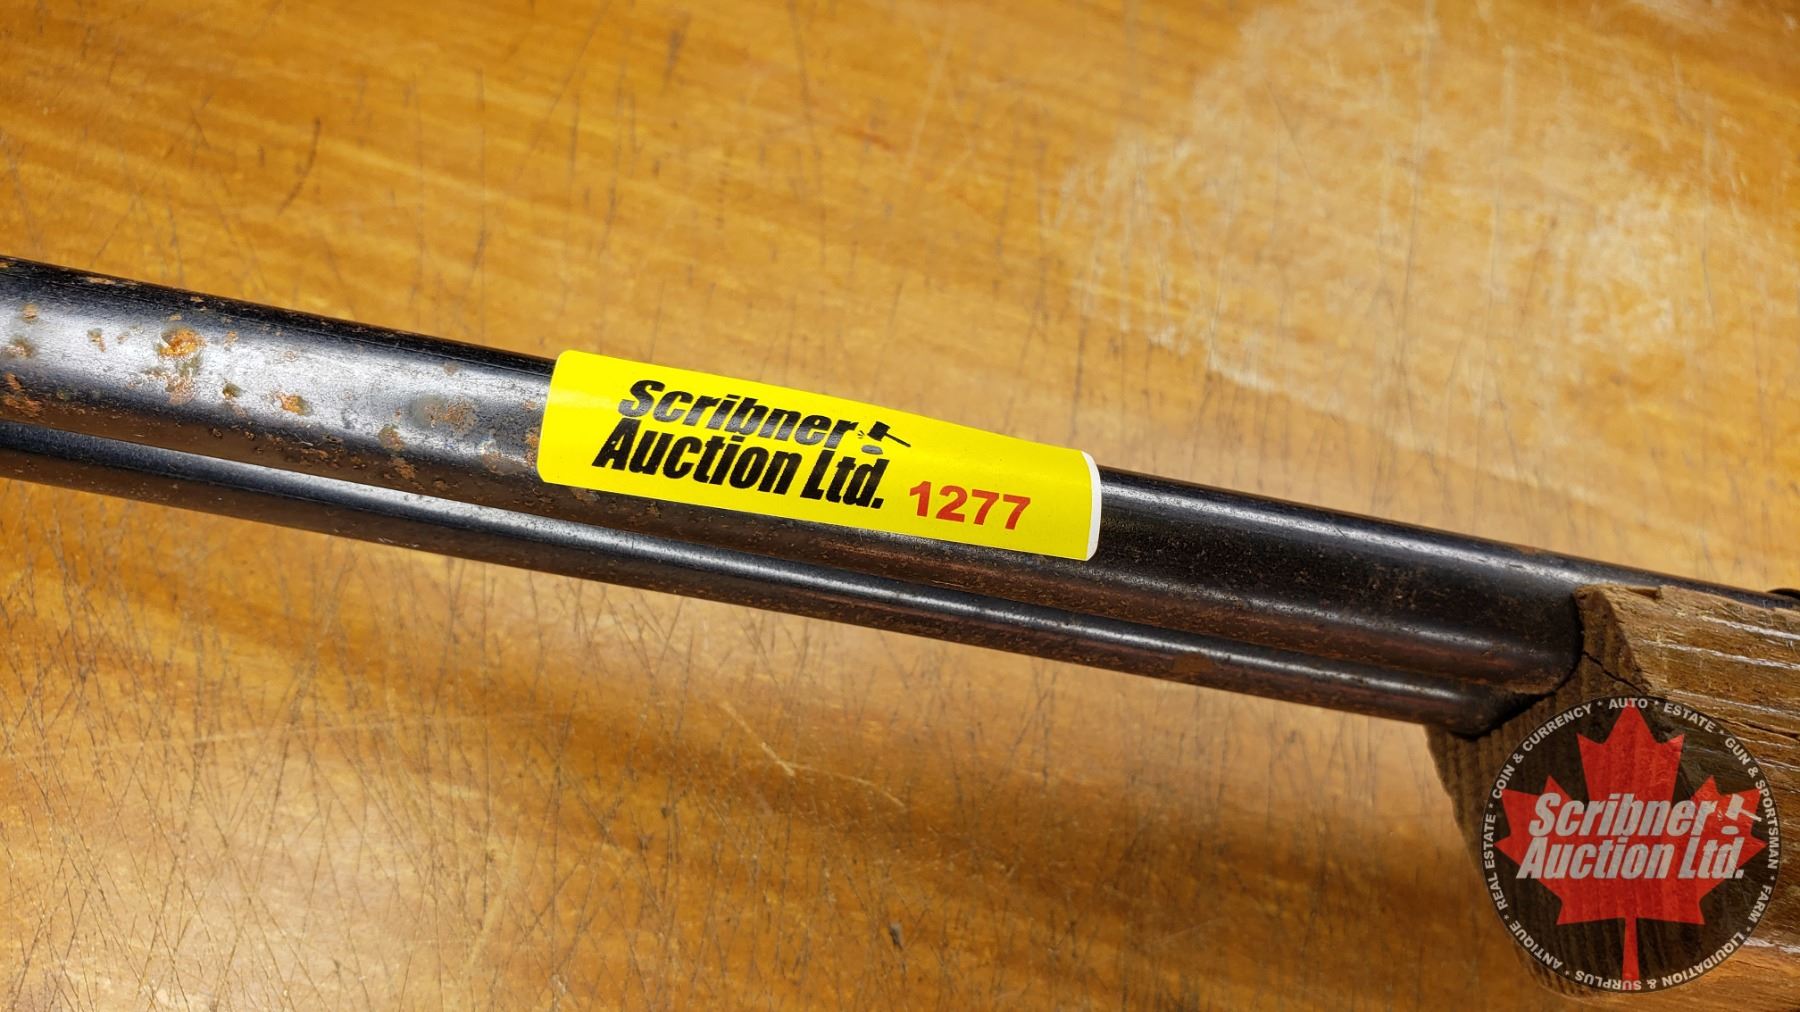 Scribner
Auction Ltd. 1277
COIN & CURRENCY * AUTO * ESTATE * GUN & SPORTSMAN * FARM * LIQUIDATION & SURPLUS * ANTIQUE * REAL ESTATE *
Scribner
Auction Ltd.